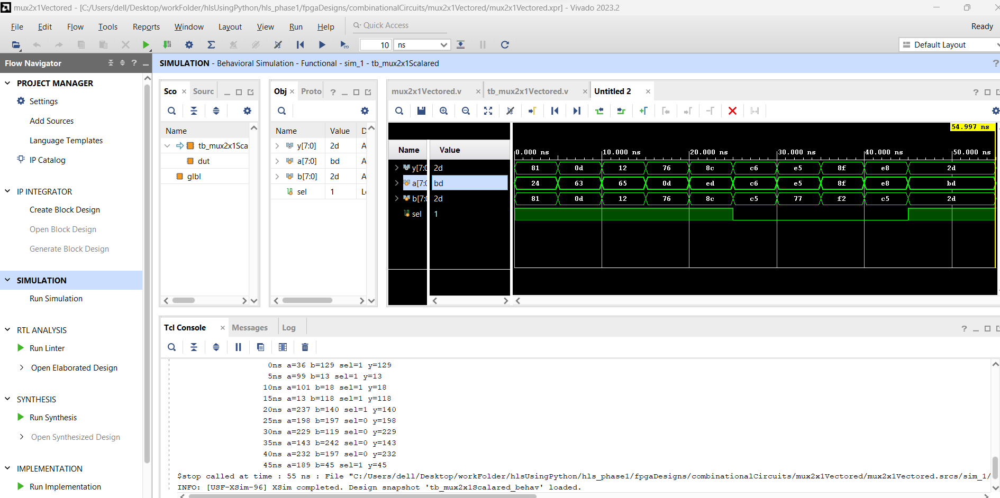 mux2x1Vectored - [C:/Users/dell/Desktop/workFolder/hlsUsingPython/hls_phase1/fpgaDesigns/combinationalCircuits/mux2x1Vectored/mux2x1Vectored.xpr] - Vivado 2023.2
File Edit Flow Tools Reports Window Layout View Run Help Quick Access Ready
10 ns Default Layout
Flow Navigator
SIMULATION - Behavioral Simulation - Functional - sim_1 - tb_mux2x1Scalared
PROJECT MANAGER
Settings
Add Sources
Language Templates
IP Catalog
IP INTEGRATOR
Create Block Design
Open Block Design
Generate Block Design
SIMULATION
Run Simulation
RTL ANALYSIS
Run Linter
Open Elaborated Design
SYNTHESIS
Run Synthesis
Open Synthesized Design
IMPLEMENTATION
Run Implementation
Sco Sourc
Name
tb_mux2x1Sca
dut
glbl
Obj Proto
Name Value D
y[7:0] 2d A
a[7:0] bd A
b[7:0] 2d A
sel 1 L
mux2x1Vectored.v tb_mux2x1Vectored.v Untitled 2
54.997 ns
Name Value
0.000 ns 10.000 ns 20.000 ns 30.000 ns 40.000 ns 50.000 ns
y[7:0 2d 81 0d 12 76 8c c6 e5 8f e8 2d
a[7:0 bd 24 63 65 0d ed c6 e5 8f e8 bd
b[7:0 2d 81 0d 12 76 8c c5 77 f2 c5 2d
sel 1
Tcl Console Messages Log
0ns a=36 b=129 sel=1 y=129
5ns a=99 b=13 sel=1 y=13
10ns a=101 b=18 sel=1 y=18
15ns a=13 b=118 sel=1 y=118
20ns a=237 b=140 sel=1 y=140
25ns a=198 b=197 sel=0 y=198
30ns a=229 b=119 sel=0 y=229
35ns a=143 b=242 sel=0 y=143
40ns a=232 b=197 sel=0 y=232
45ns a=189 b=45 sel=1 y=45
$stop called at time : 55 ns : File "C:/Users/dell/Desktop/workFolder/hlsUsingPython/hls_phase1/fpgaDesigns/combinationalCircuits/mux2x1Vectored/mux2x1Vectored.srcs/sim_1/
INFO: [USF-XSim-96] XSim completed. Design snapshot 'tb_mux2x1Scalared_behav' loaded.